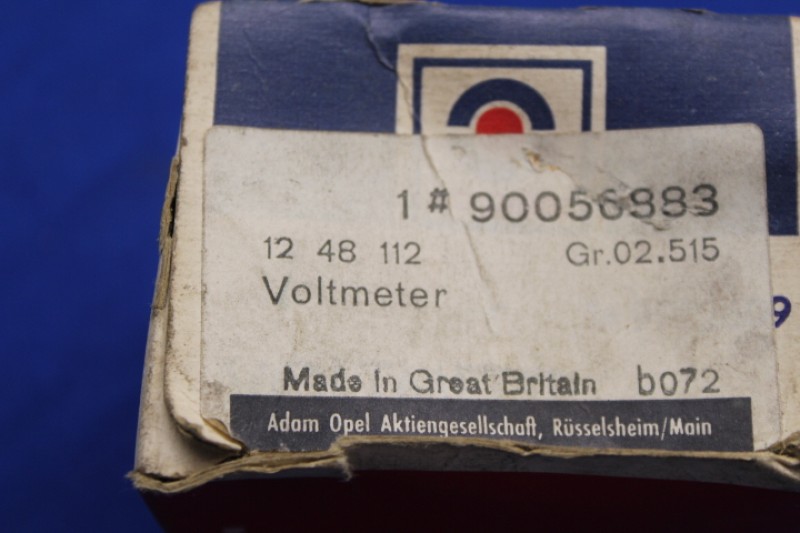 1 # 90056883
12 48 112 Gr.02.515
Voltmeter
9
Made in Great Britain b072
Adam Opel Aktiengesellschaft, Rüsselsheim/Main